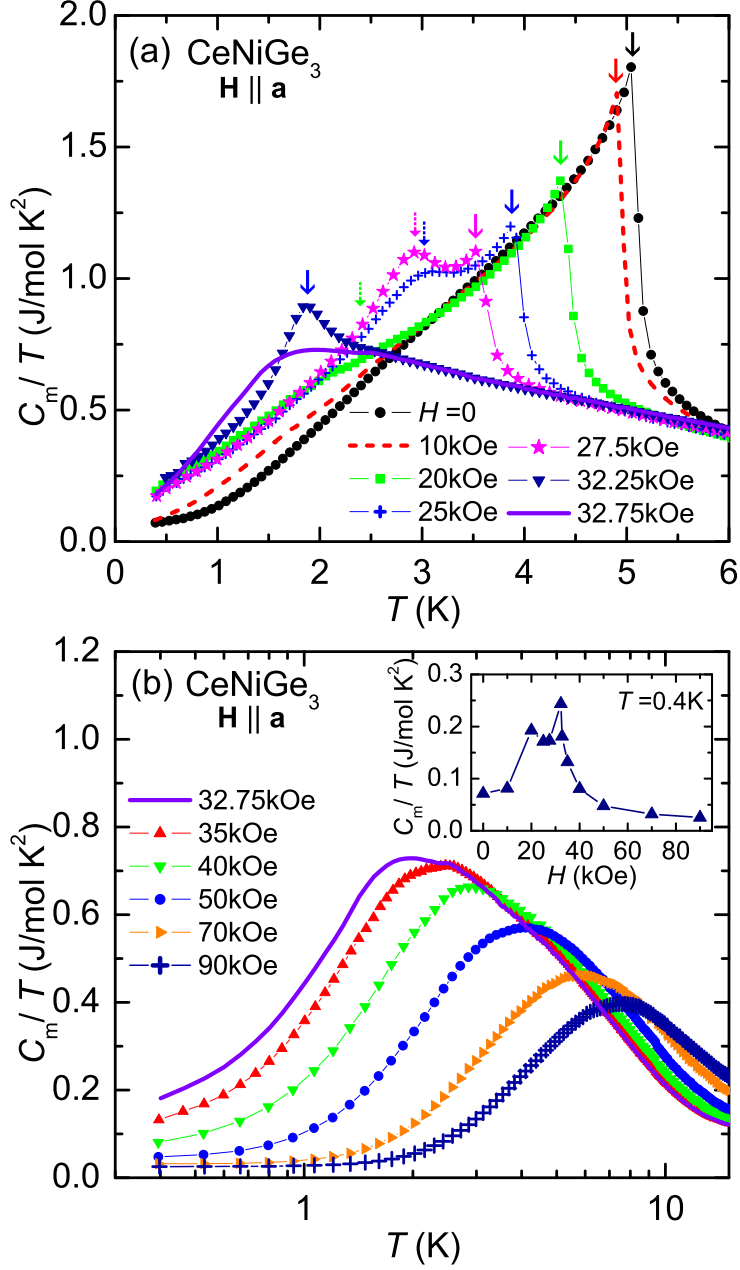 (a) CeNiGe₃
H || a
2.0
1.5
1.0
0.5
0.0
Cₘ/ T (J/mol K²)
H =0
10kOe
20kOe
25kOe
27.5kOe
32.25kOe
32.75kOe
0 1 2 3 4 5 6
T (K)
(b) CeNiGe₃
H || a
1.2
1.0
0.8
0.6
0.4
0.2
0.0
Cₘ/ T (J/mol K²)
32.75kOe
35kOe
40kOe
50kOe
70kOe
90kOe
T =0.4K
0.3
0.2
0.1
0.0
Cₘ/ T (J/mol K²)
0 20 40 60 80
H (kOe)
1 10
T (K)